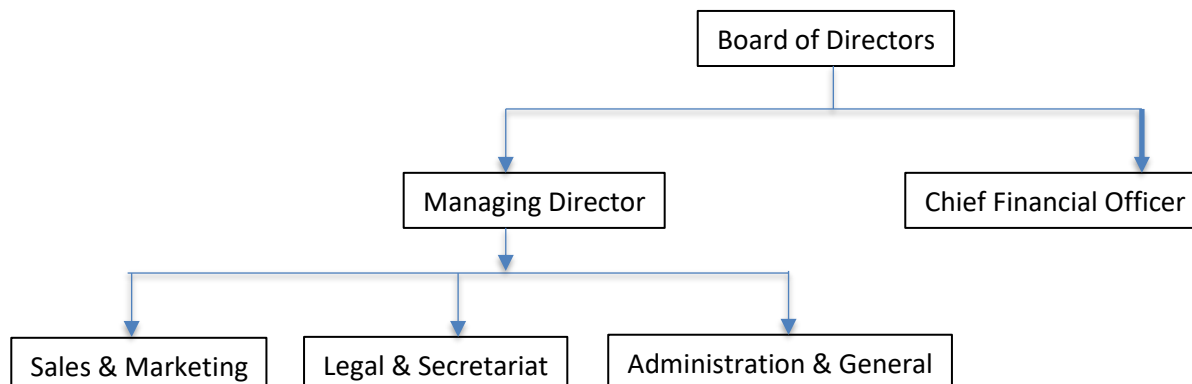 Board of Directors
Managing Director
Chief Financial Officer
Sales & Marketing
Legal & Secretariat
Administration & General